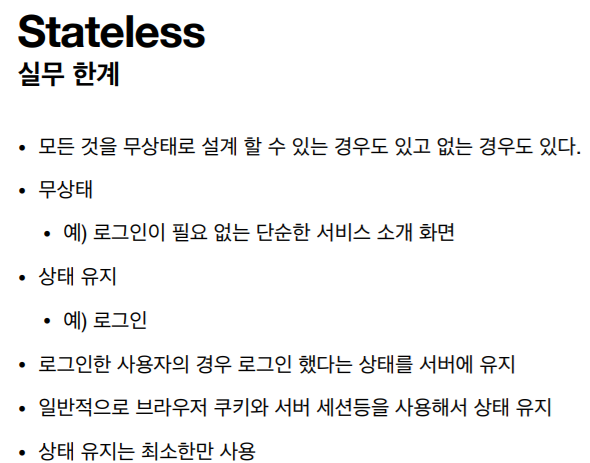 Stateless
실무 한계
• 모든 것을 무상태로 설계 할 수 있는 경우도 있고 없는 경우도 있다.
• 무상태
• 예) 로그인이 필요 없는 단순한 서비스 소개 화면
• 상태 유지
• 예) 로그인
• 로그인한 사용자의 경우 로그인 했다는 상태를 서버에 유지
• 일반적으로 브라우저 쿠키와 서버 세션등을 사용해서 상태 유지
• 상태 유지는 최소한만 사용